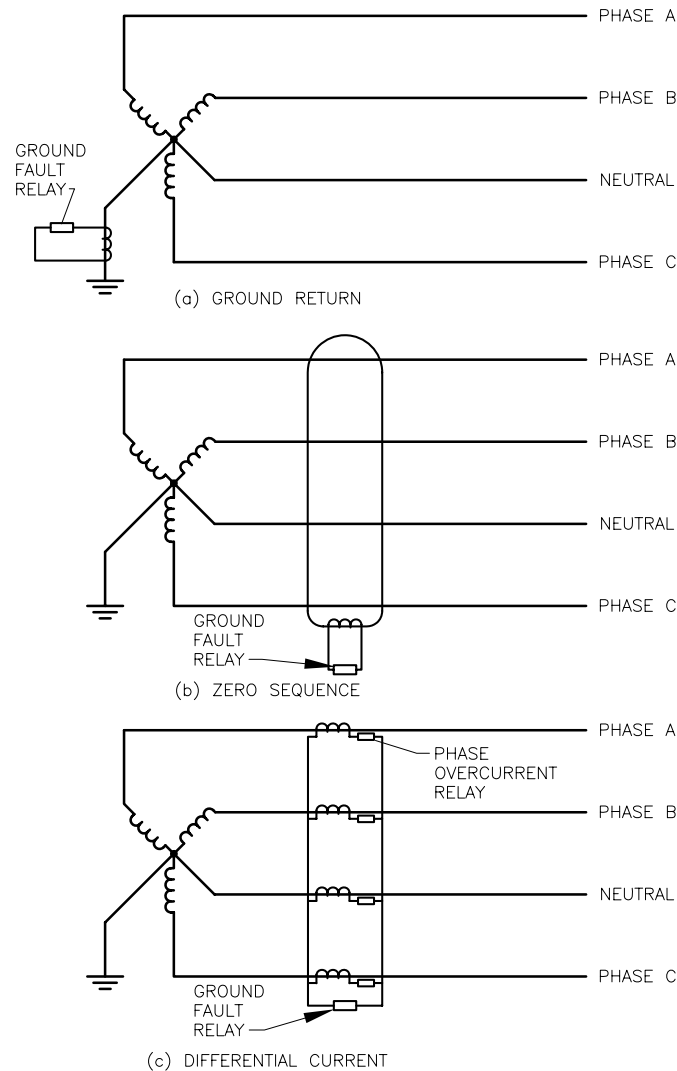 PHASE A
PHASE B
GROUND
FAULT
RELAY
NEUTRAL
PHASE C
(a) GROUND RETURN
PHASE A
PHASE B
NEUTRAL
PHASE C
GROUND
FAULT
RELAY
(b) ZERO SEQUENCE
PHASE A
PHASE
OVERCURRENT
RELAY
PHASE B
NEUTRAL
PHASE C
GROUND
FAULT
RELAY
(c) DIFFERENTIAL CURRENT